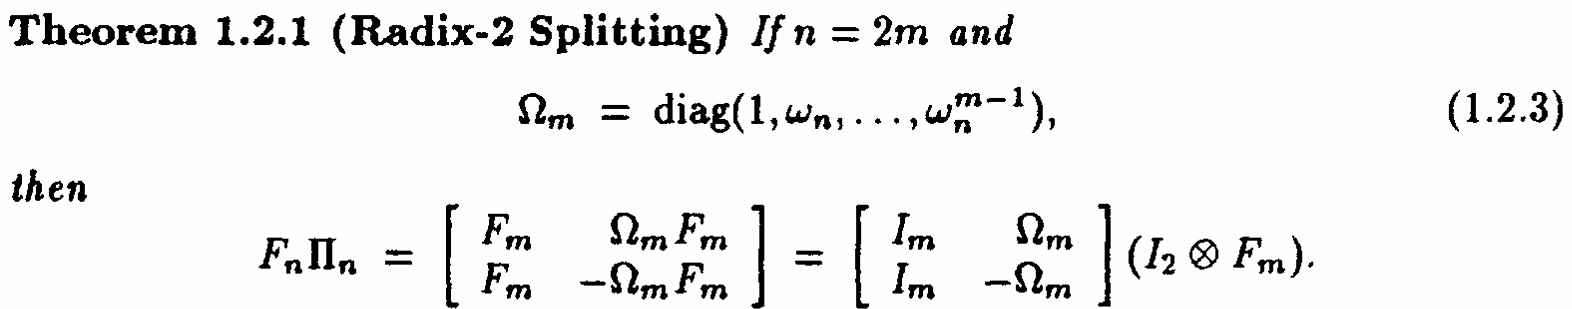 Theorem 1.2.1 (Radix-2 Splitting) If n = 2m and
Ω_m = diag(1, ω_n, ..., ω_n^{m-1}), (1.2.3)
then
F_nΠ_n = [ F_m Ω_mF_m ; F_m -Ω_mF_m ] = [ I_m Ω_m ; I_m -Ω_m ] (I_2 ⊗ F_m).